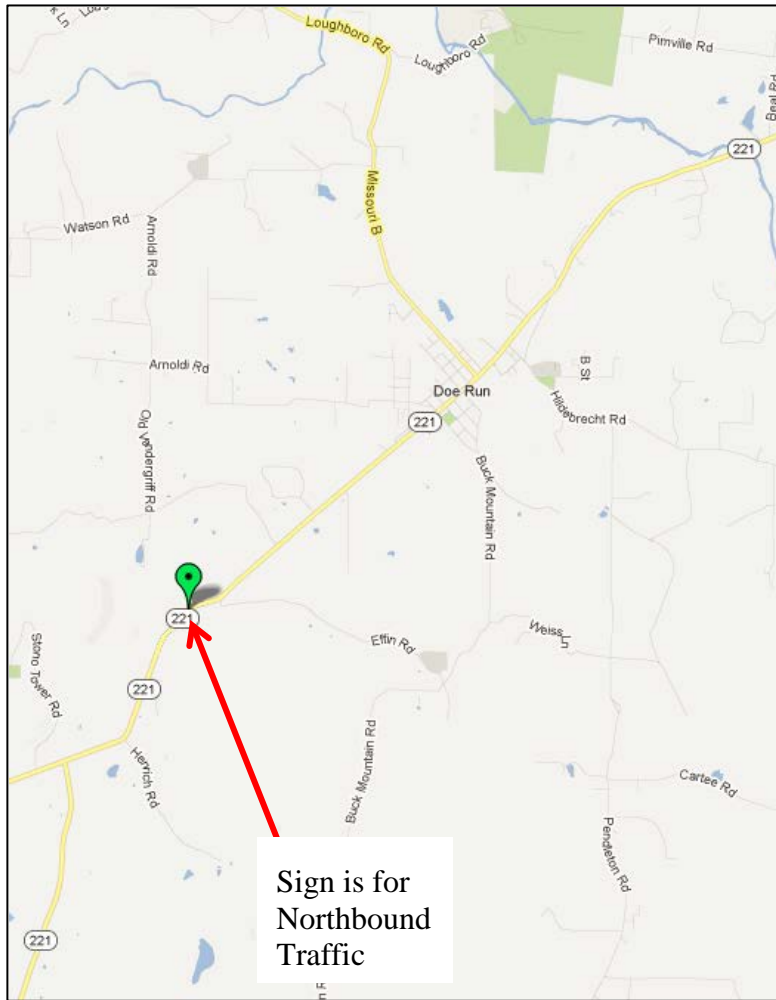 Loughboro Rd
Loughboro Rd
Pimville Rd
221
Missouri B
Watson Rd
Arnoldi Rd
Arnoldi Rd
Doe Run
B St
Hildebrecht Rd
221
Buck Mountain Rd
221
Effin Rd
Weiss Ln
Stono Tower Rd
221
Herrich Rd
Buck Mountain Rd
Cartee Rd
Pendleton Rd
221
Sign is for
Northbound
Traffic